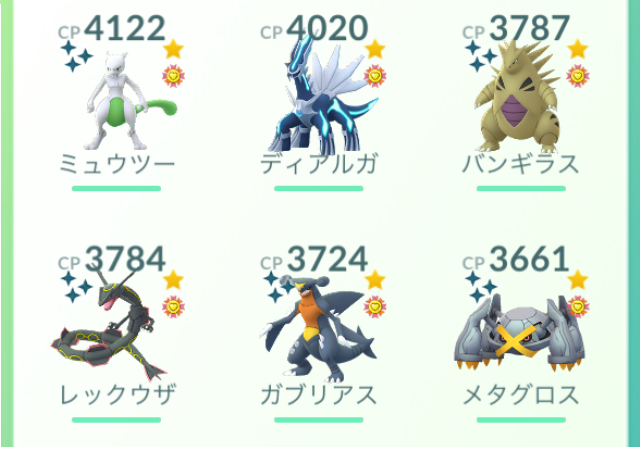 CP4122
CP4020
CP3787
ミュウツー
ディアルガ
バンギラス
CP3784
CP3724
CP3661
レックウザ
ガブリアス
メタグロス